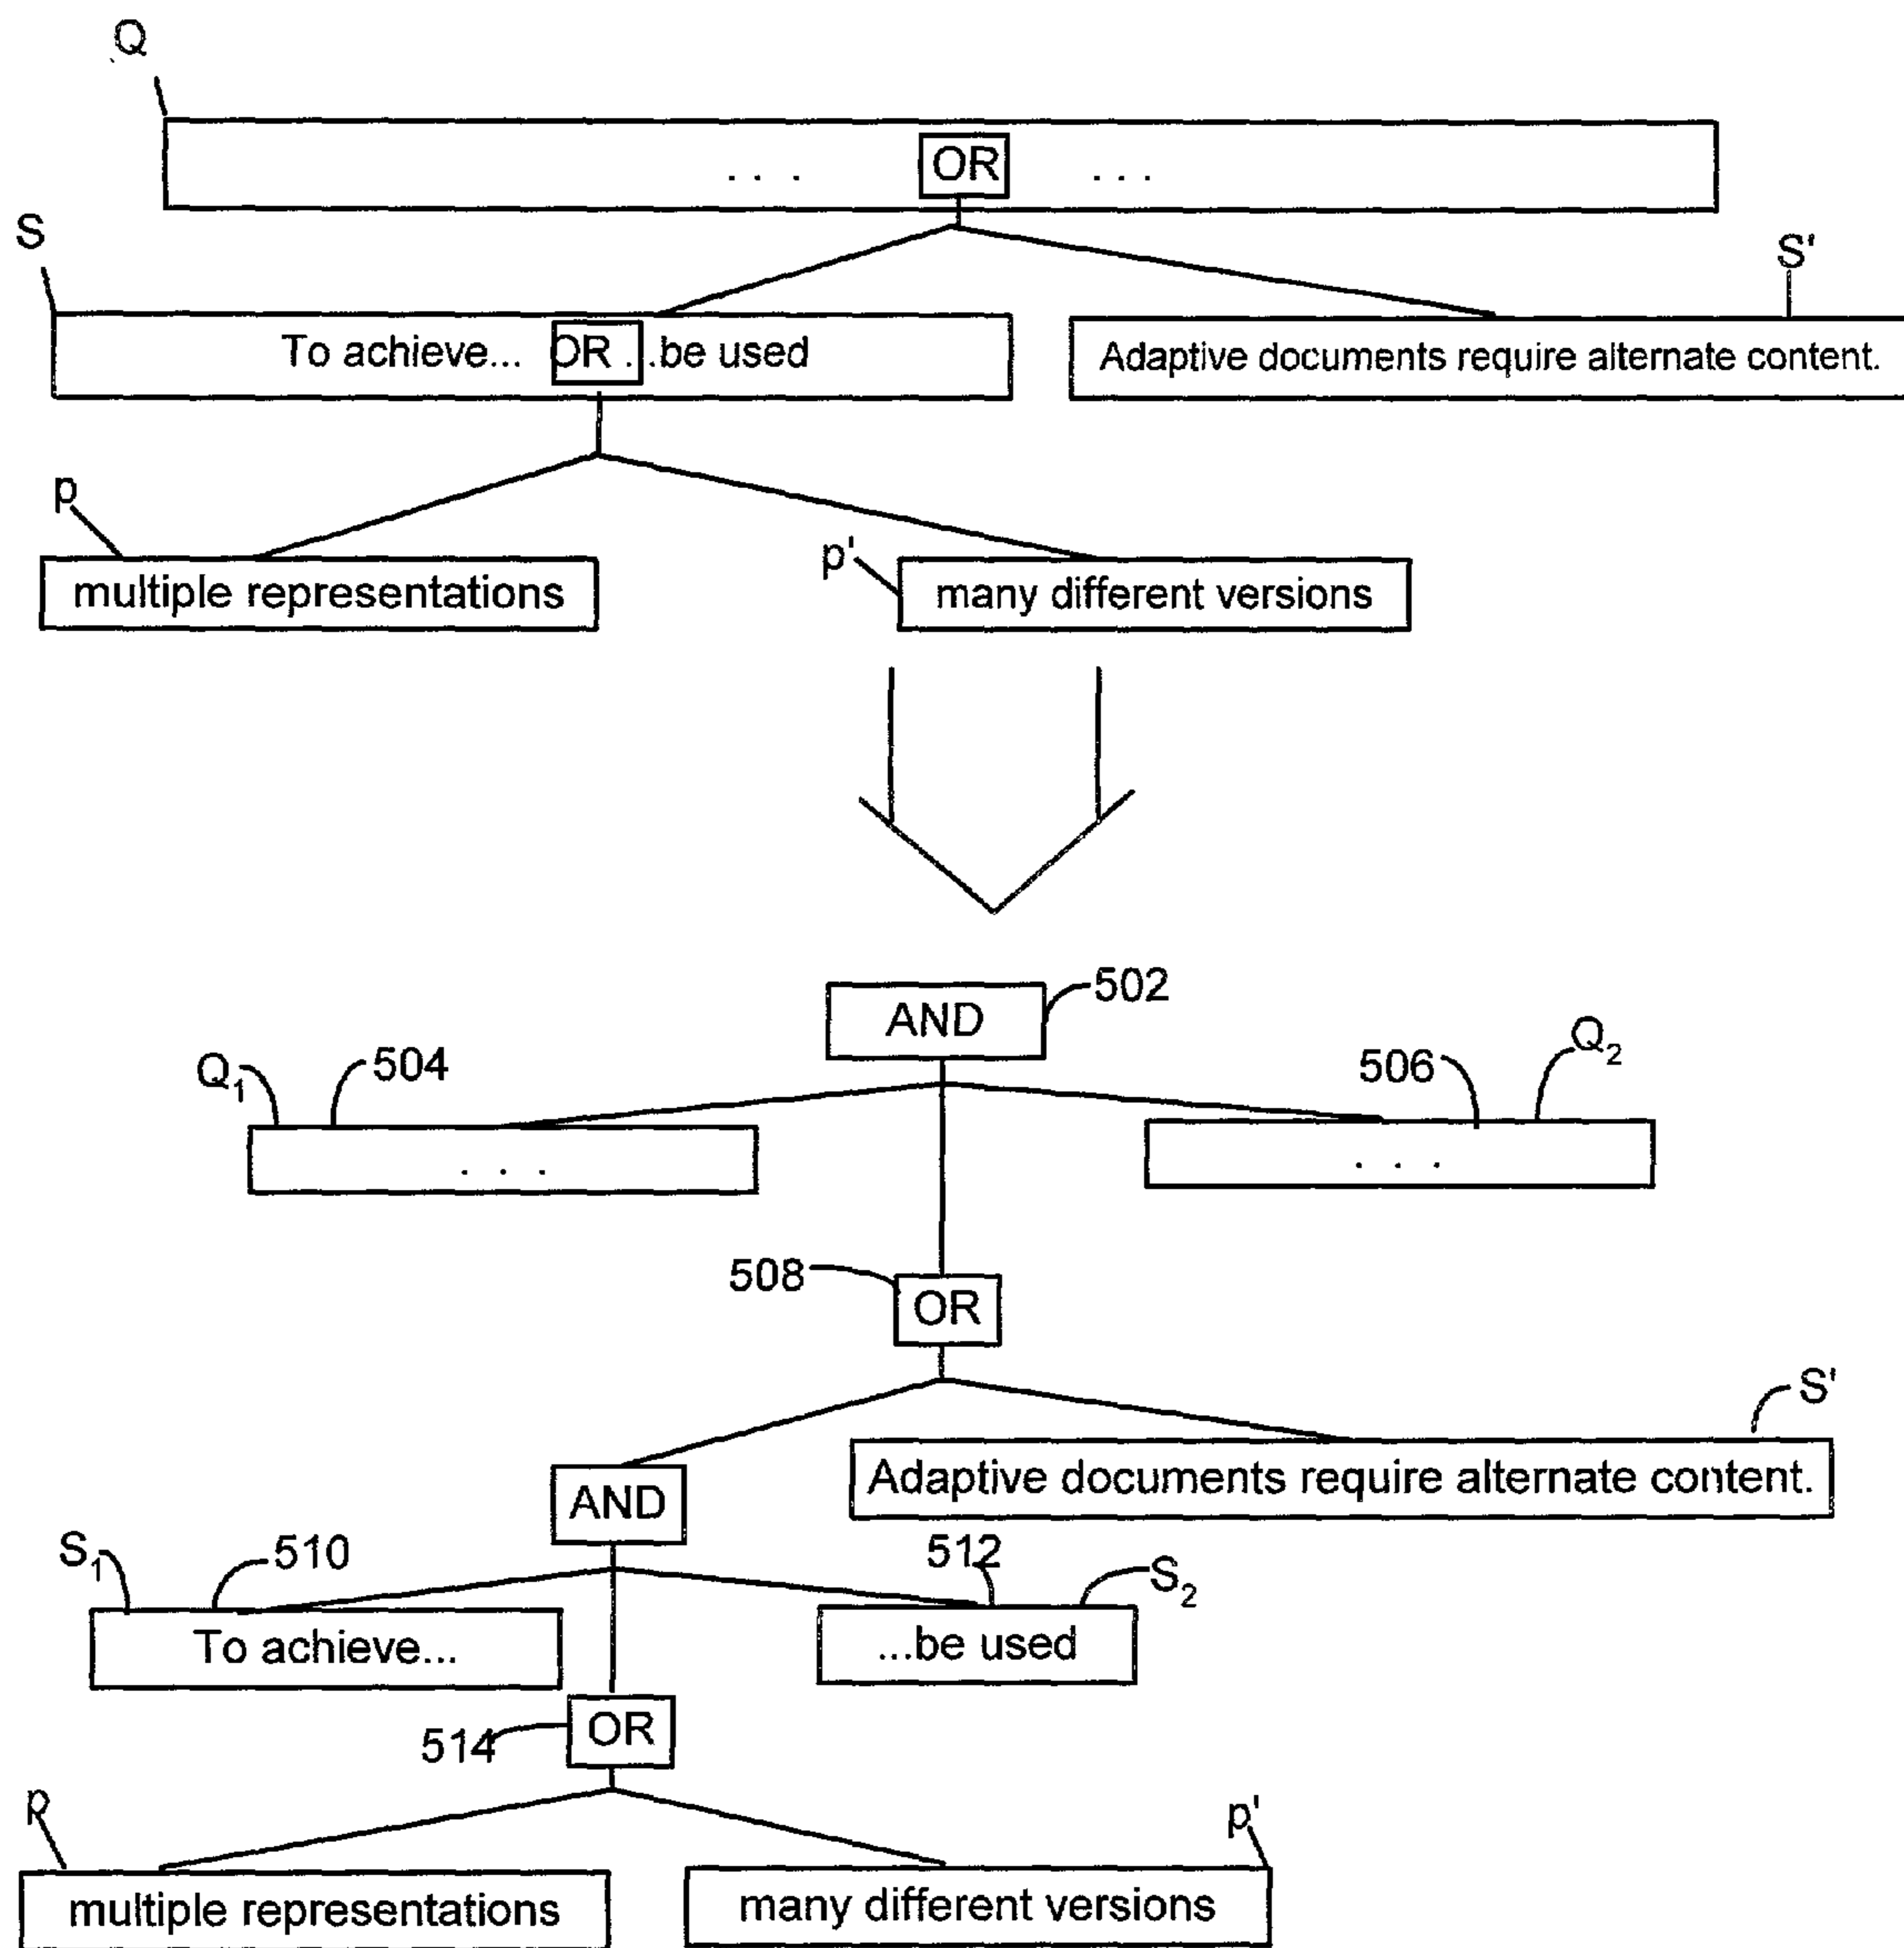 Q
. . . OR . . .
S
S'
To achieve... OR ...be used
Adaptive documents require alternate content.
p
p'
multiple representations
many different versions
AND
502
Q₁
504
506
Q₂
. . .
. . .
508
OR
S'
AND
Adaptive documents require alternate content.
S₁
510
512
S₂
To achieve...
...be used
514
OR
p
p'
multiple representations
many different versions